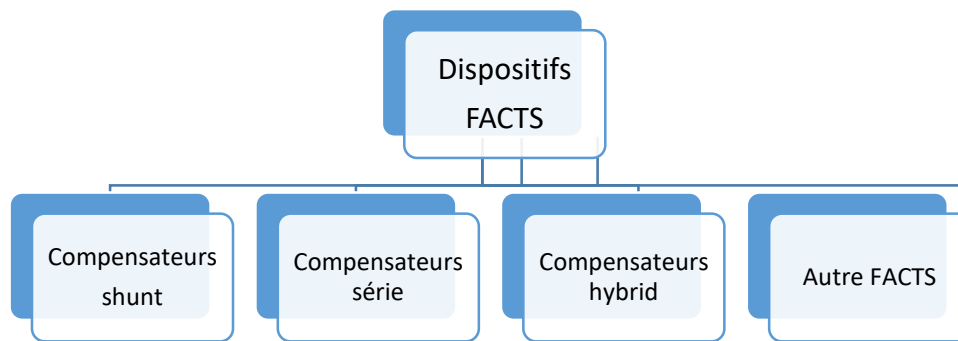 Dispositifs
FACTS
Compensateurs
shunt
Compensateurs
série
Compensateurs
hybrid
Autre FACTS